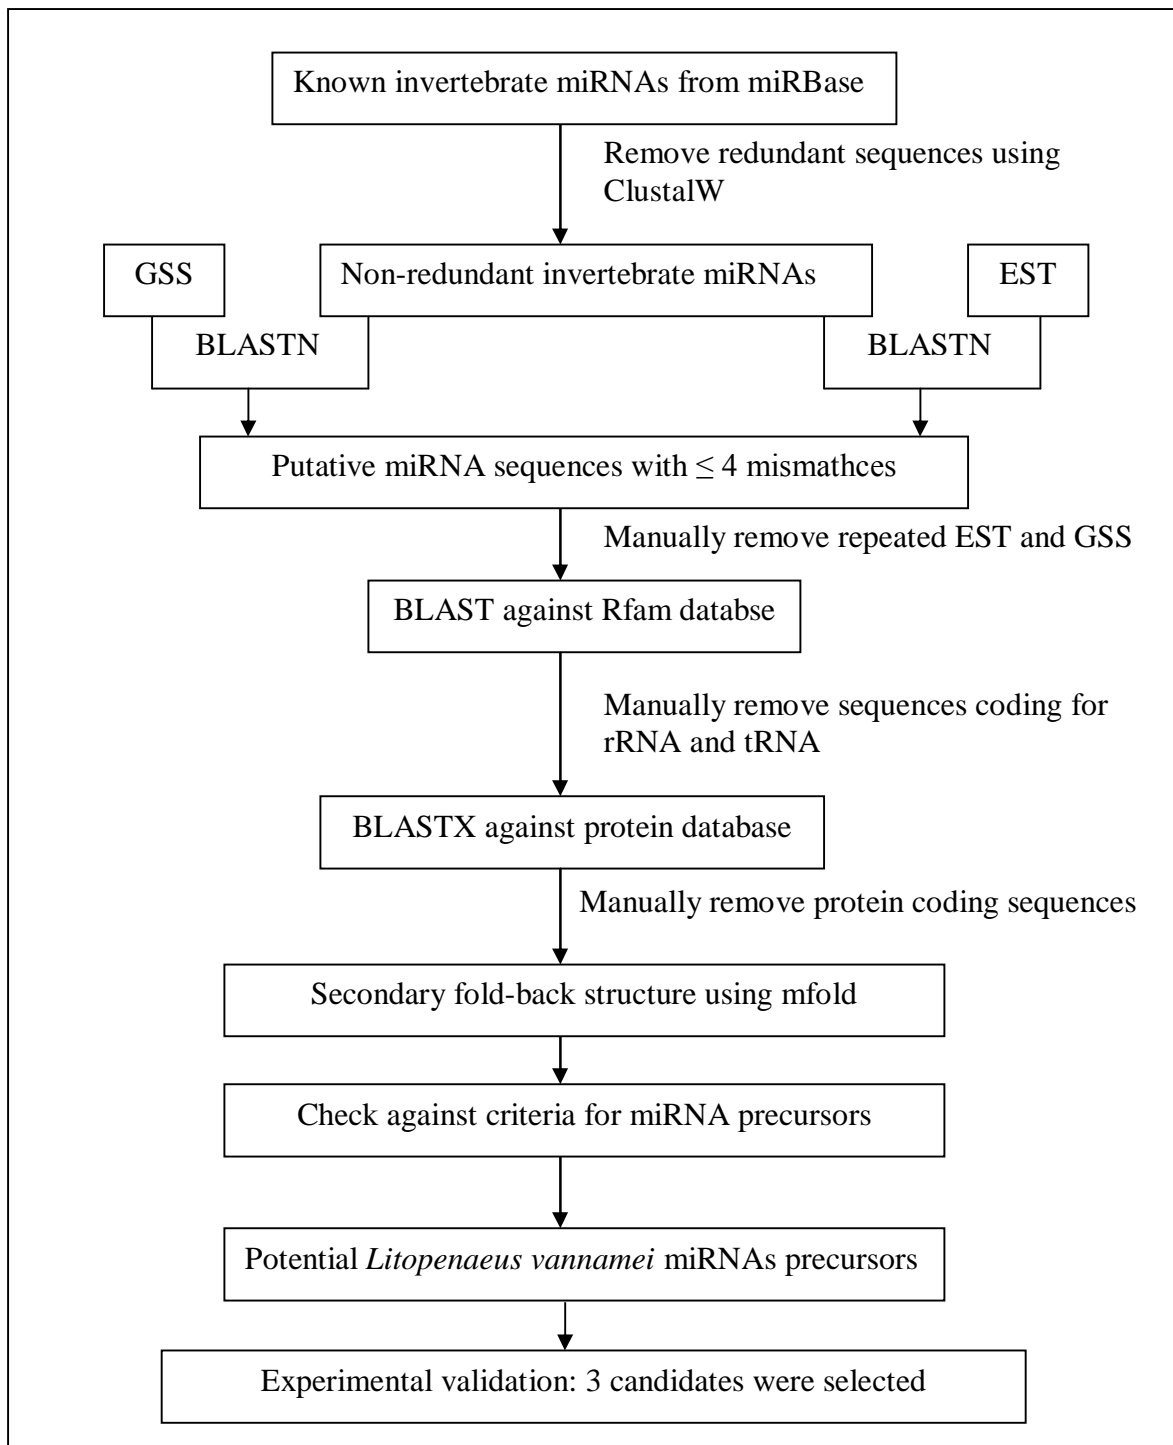 Known invertebrate miRNAs from miRBase
Remove redundant sequences using
ClustalW
GSS
Non-redundant invertebrate miRNAs
EST
BLASTN
BLASTN
Putative miRNA sequences with ≤ 4 mismathces
Manually remove repeated EST and GSS
BLAST against Rfam databse
Manually remove sequences coding for
rRNA and tRNA
BLASTX against protein database
Manually remove protein coding sequences
Secondary fold-back structure using mfold
Check against criteria for miRNA precursors
Potential Litopenaeus vannamei miRNAs precursors
Experimental validation: 3 candidates were selected